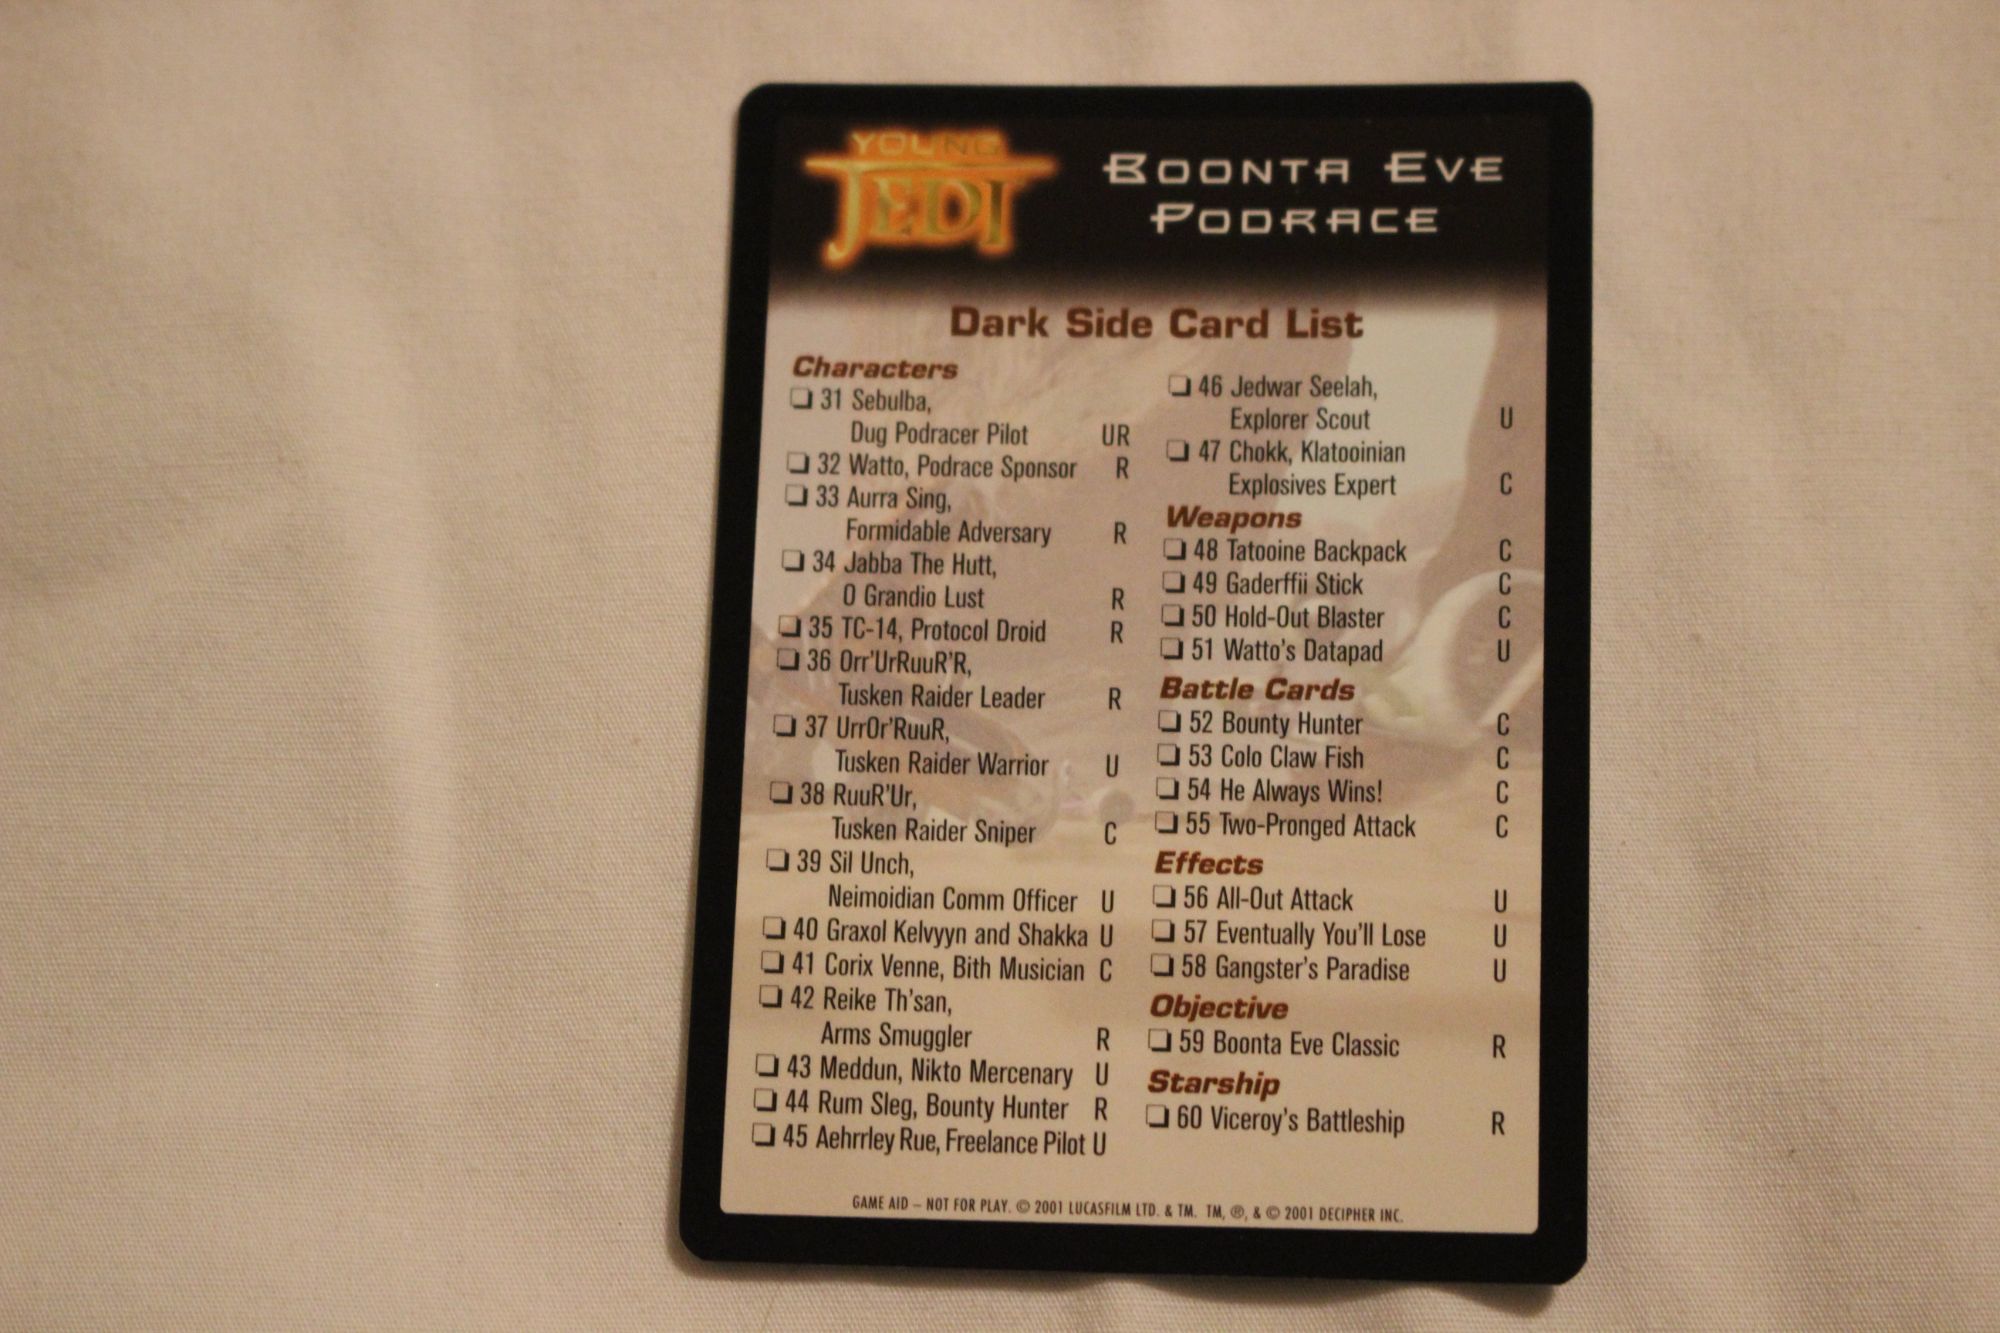 YOUNG
JEDI
BOONTA EVE
PODRACE
Dark Side Card List
Characters
❏ 31 Sebulba,
Dug Podracer Pilot UR
❏ 32 Watto, Podrace Sponsor R
❏ 33 Aurra Sing,
Formidable Adversary R
❏ 34 Jabba The Hutt,
O Grandio Lust R
❏ 35 TC-14, Protocol Droid R
❏ 36 Orr'UrRuuR'R,
Tusken Raider Leader R
❏ 37 UrrOr'RuuR,
Tusken Raider Warrior U
❏ 38 RuuR'Ur,
Tusken Raider Sniper C
❏ 39 Sil Unch,
Neimoidian Comm Officer U
❏ 40 Graxol Kelvyyn and Shakka U
❏ 41 Corix Venne, Bith Musician C
❏ 42 Reike Th'san,
Arms Smuggler R
❏ 43 Meddun, Nikto Mercenary U
❏ 44 Rum Sleg, Bounty Hunter R
❏ 45 Aehrrley Rue, Freelance Pilot U
❏ 46 Jedwar Seelah,
Explorer Scout U
❏ 47 Chokk, Klatooinian
Explosives Expert C
Weapons
❏ 48 Tatooine Backpack C
❏ 49 Gaderffii Stick C
❏ 50 Hold-Out Blaster C
❏ 51 Watto's Datapad U
Battle Cards
❏ 52 Bounty Hunter C
❏ 53 Colo Claw Fish C
❏ 54 He Always Wins! C
❏ 55 Two-Pronged Attack C
Effects
❏ 56 All-Out Attack U
❏ 57 Eventually You'll Lose U
❏ 58 Gangster's Paradise U
Objective
❏ 59 Boonta Eve Classic R
Starship
❏ 60 Viceroy's Battleship R
GAME AID – NOT FOR PLAY. © 2001 LUCASFILM LTD. & TM. TM, ®, & © 2001 DECIPHER INC.